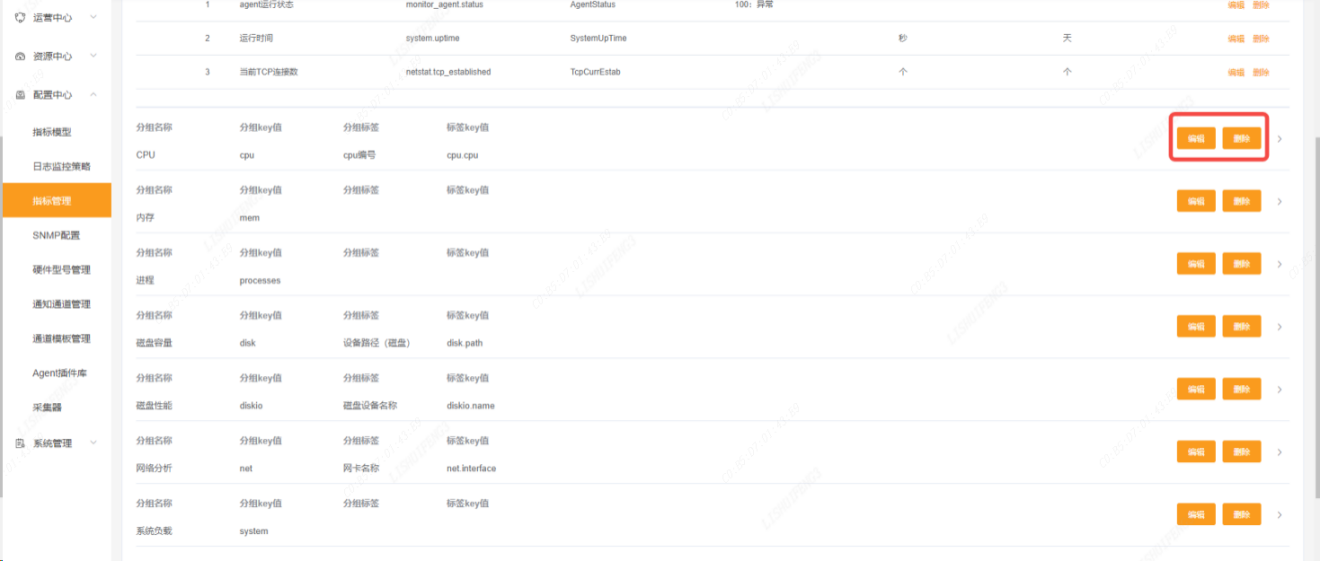 运营中心
资源中心
配置中心
指标模型
日志监控策略
指标管理
SNMP配置
硬件型号管理
通知通道管理
通道模板管理
Agent插件库
采集器
系统管理
1 agent运行状态 monitor_agent.status AgentStatus 100：异常 编辑 删除
2 运行时间 system.uptime SystemUpTime 秒 天 编辑 删除
3 当前TCP连接数 netstat.tcp_established TcpCurrEstab 个 个 编辑 删除
分组名称 分组key值 分组标签 标签key值
编辑 删除
CPU cpu cpu编号 cpu.cpu
分组名称 分组key值 分组标签 标签key值
编辑 删除
内存 mem
分组名称 分组key值 分组标签 标签key值
编辑 删除
进程 processes
分组名称 分组key值 分组标签 标签key值
编辑 删除
磁盘容量 disk 设备路径（磁盘） disk.path
分组名称 分组key值 分组标签 标签key值
编辑 删除
磁盘性能 diskio 磁盘设备名称 diskio.name
分组名称 分组key值 分组标签 标签key值
编辑 删除
网络分析 net 网卡名称 net.interface
分组名称 分组key值 分组标签 标签key值
编辑 删除
系统负载 system